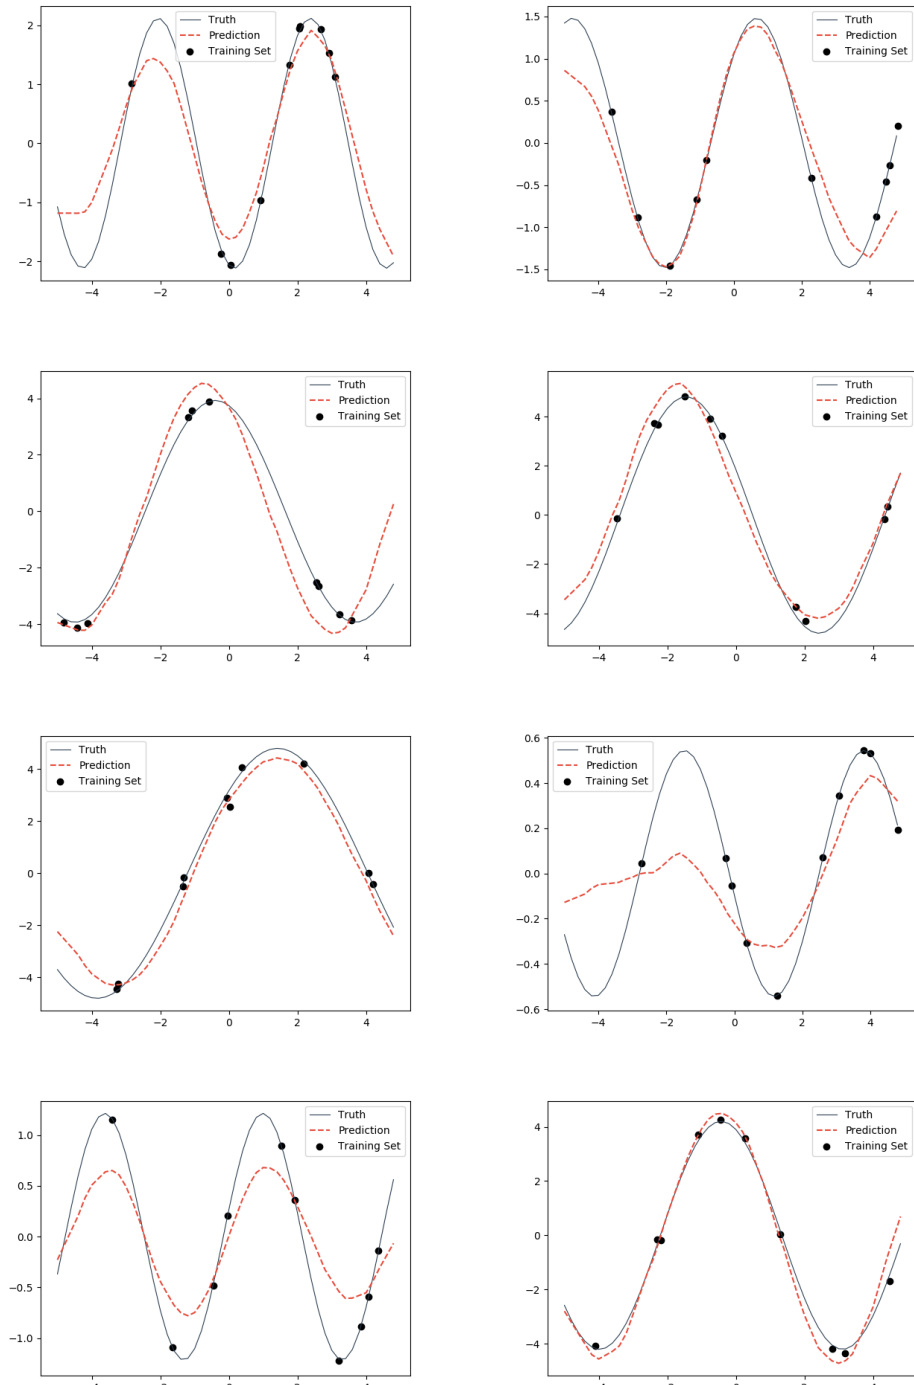 Truth
Prediction
Training Set
2
1
0
−1
−2
−4 −2 0 2 4
Truth
Prediction
Training Set
1.5
1.0
0.5
0.0
−0.5
−1.0
−1.5
−4 −2 0 2 4
Truth
Prediction
Training Set
4
2
0
−2
−4
−4 −2 0 2 4
Truth
Prediction
Training Set
4
2
0
−2
−4
−4 −2 0 2 4
Truth
Prediction
Training Set
4
2
0
−2
−4
−4 −2 0 2 4
Truth
Prediction
Training Set
0.6
0.4
0.2
0.0
−0.2
−0.4
−0.6
−4 −2 0 2 4
Truth
Prediction
Training Set
1.0
0.5
0.0
−0.5
−1.0
Truth
Prediction
Training Set
4
2
0
−2
−4